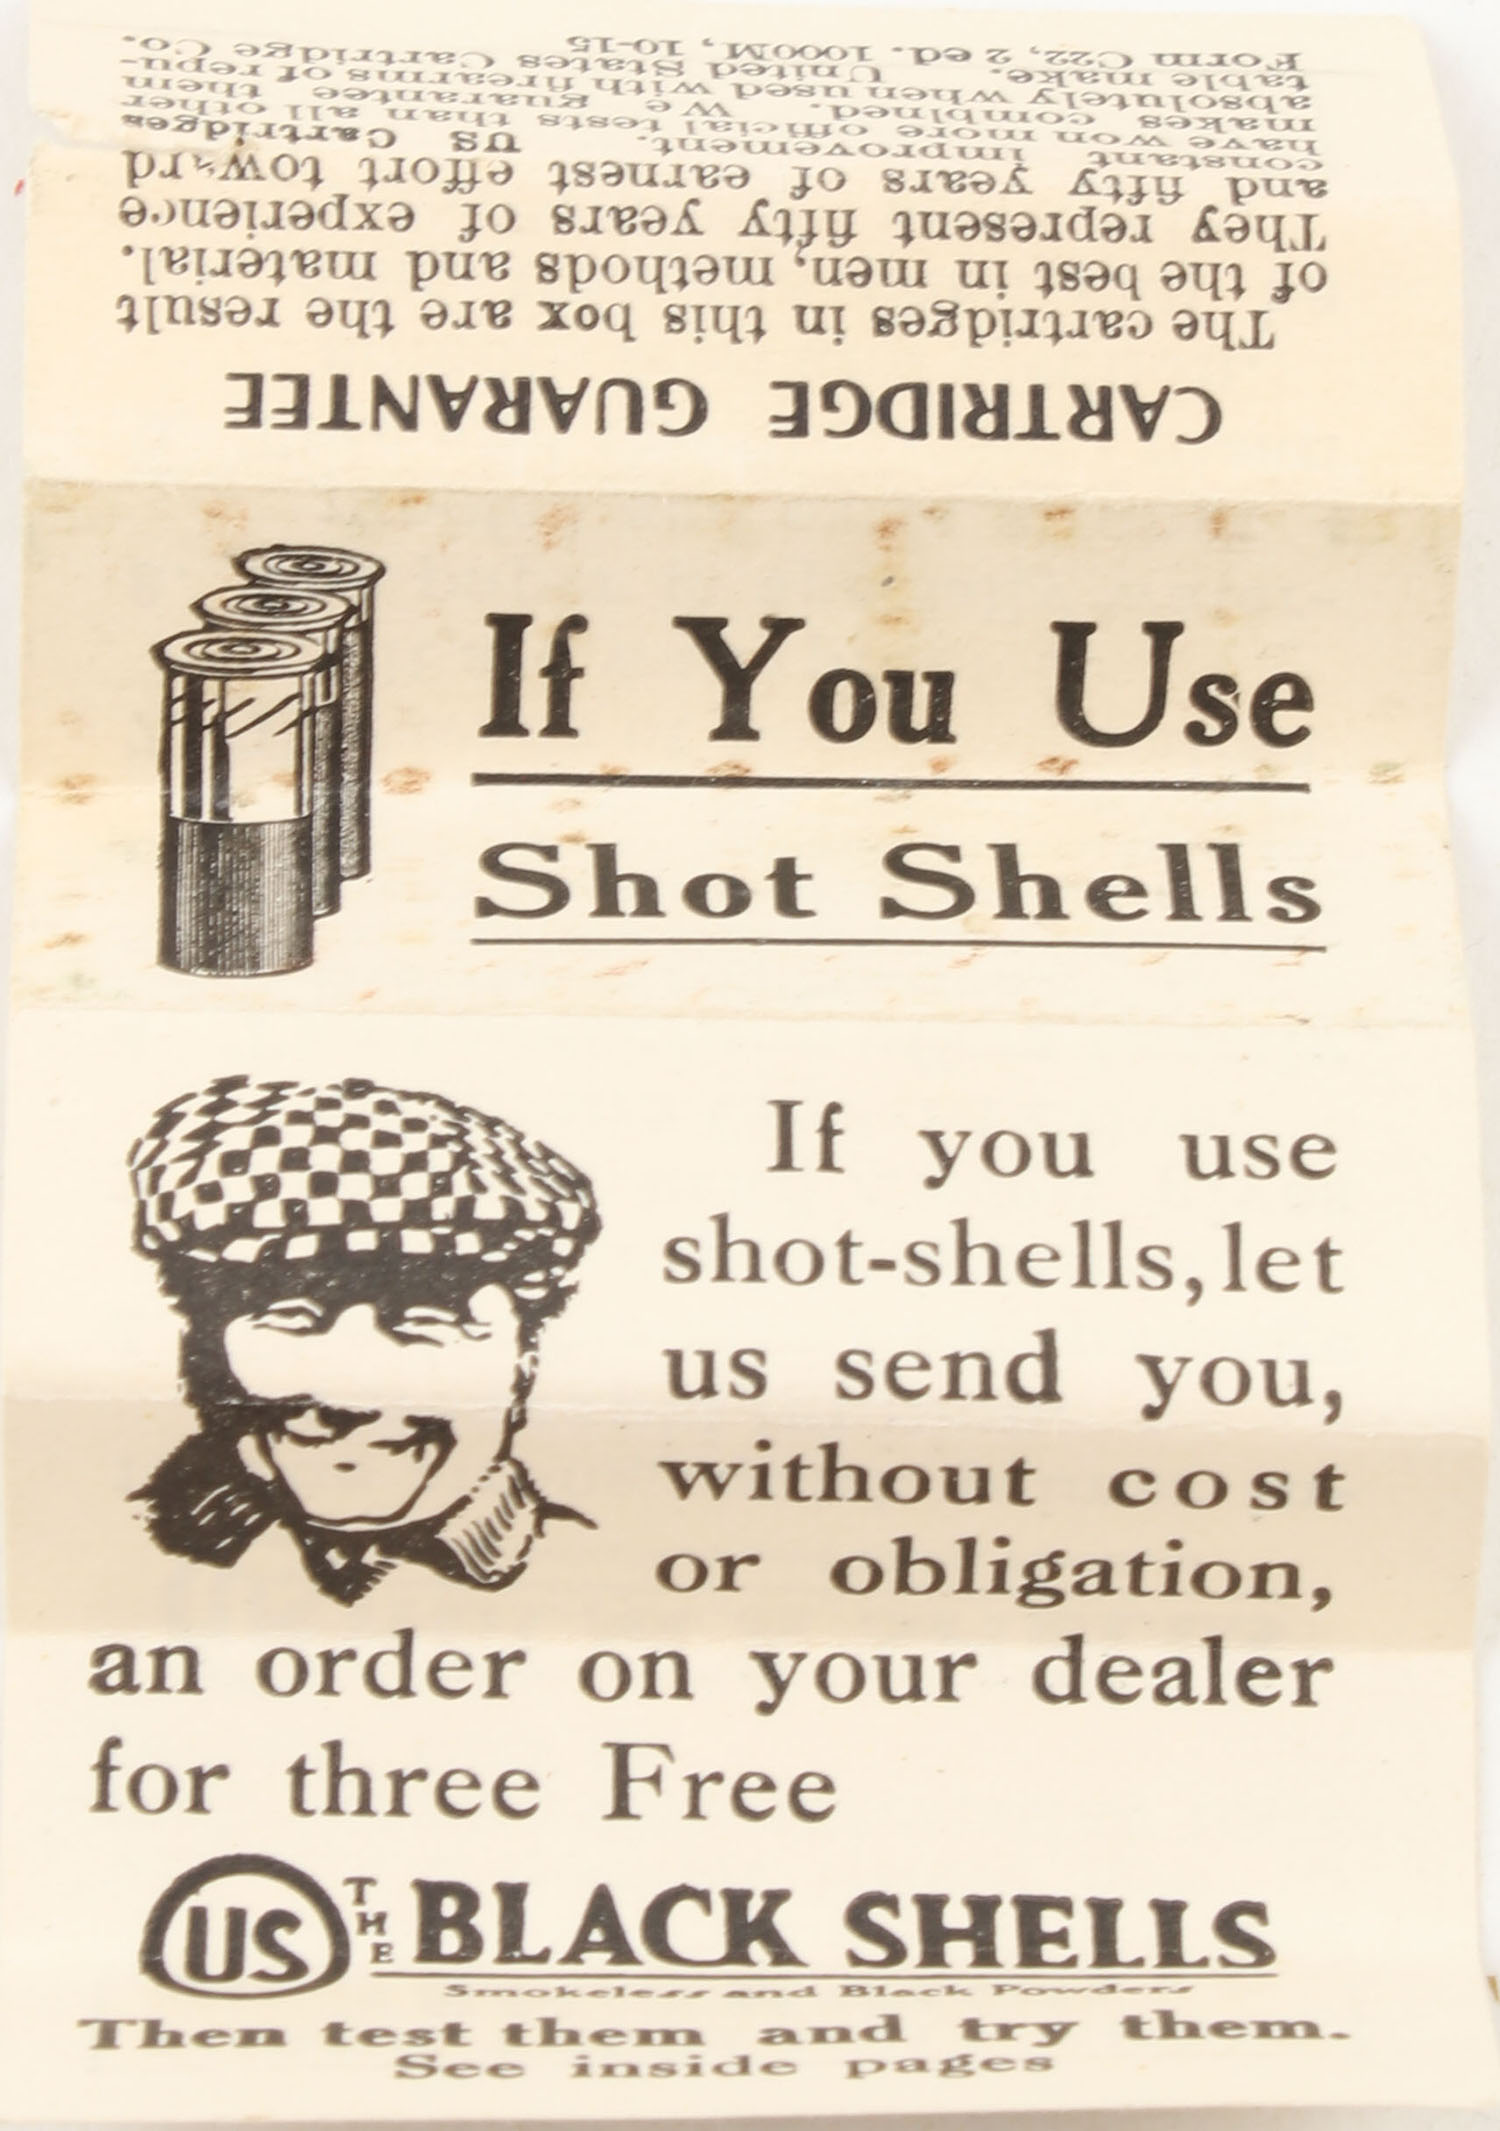 CARTRIDGE GUARANTEE
The cartridges in this box are the result
of the best in men, methods and material.
They represent fifty years of experience
and fifty years of earnest effort toward
constant improvement. US Cartridges
have won more official tests than all other
makes combined. We guarantee them
absolutely when used with firearms of repu-
table make. United States Cartridge Co.
Form C22, 2 ed. 1000M, 10-15
If You Use
Shot Shells
If you use
shot-shells, let
us send you,
without cost
or obligation,
an order on your dealer
for three Free
US THE BLACK SHELLS
Smokeless and Black Powders
Then test them and try them.
See inside pages